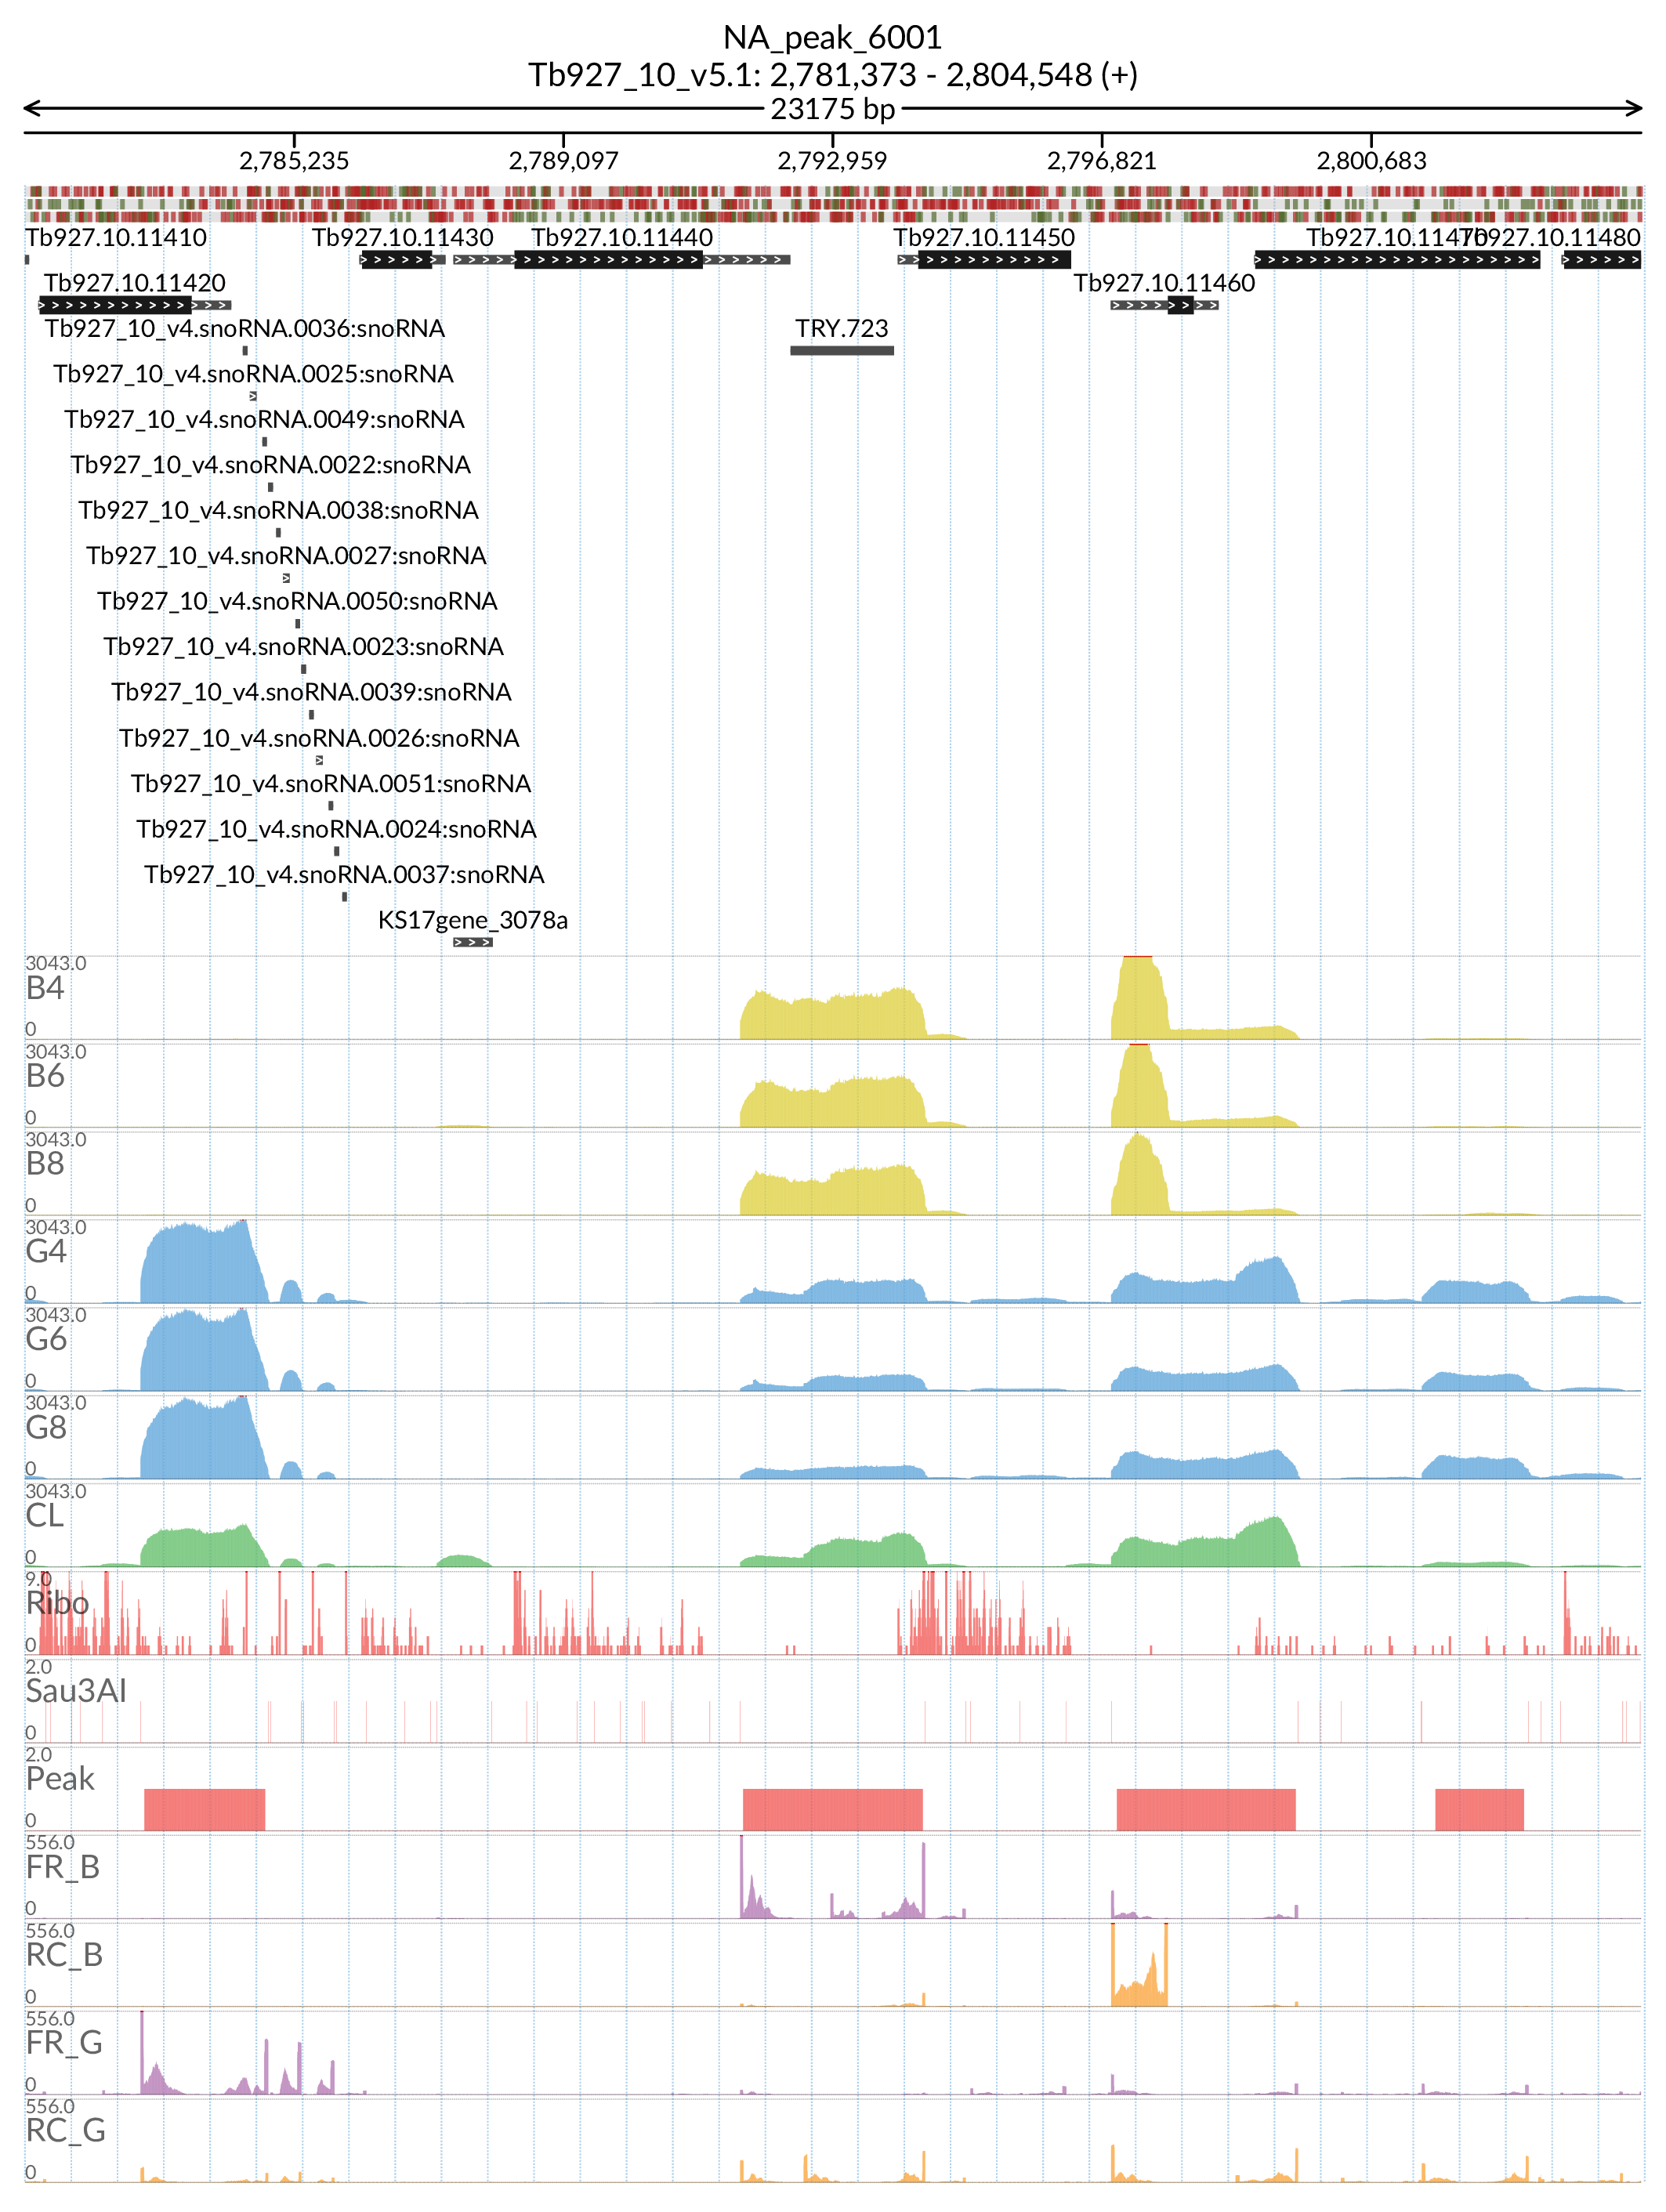 NA_peak_6001
Tb927_10_v5.1: 2,781,373 - 2,804,548 (+)
23175 bp
2,785,235 2,789,097 2,792,959 2,796,821 2,800,683
Tb927.10.11410 Tb927.10.11430 Tb927.10.11440 Tb927.10.11450 Tb927.10.11470 Tb927.10.11480
Tb927.10.11420 Tb927.10.11460
Tb927_10_v4.snoRNA.0036:snoRNA TRY.723
Tb927_10_v4.snoRNA.0025:snoRNA
Tb927_10_v4.snoRNA.0049:snoRNA
Tb927_10_v4.snoRNA.0022:snoRNA
Tb927_10_v4.snoRNA.0038:snoRNA
Tb927_10_v4.snoRNA.0027:snoRNA
Tb927_10_v4.snoRNA.0050:snoRNA
Tb927_10_v4.snoRNA.0023:snoRNA
Tb927_10_v4.snoRNA.0039:snoRNA
Tb927_10_v4.snoRNA.0026:snoRNA
Tb927_10_v4.snoRNA.0051:snoRNA
Tb927_10_v4.snoRNA.0024:snoRNA
Tb927_10_v4.snoRNA.0037:snoRNA
KS17gene_3078a
3043.0
B4
0
3043.0
B6
0
3043.0
B8
0
3043.0
G4
0
3043.0
G6
0
3043.0
G8
0
3043.0
CL
0
9.0
Ribo
0
2.0
Sau3AI
0
2.0
Peak
0
556.0
FR_B
0
556.0
RC_B
0
556.0
FR_G
0
556.0
RC_G
0